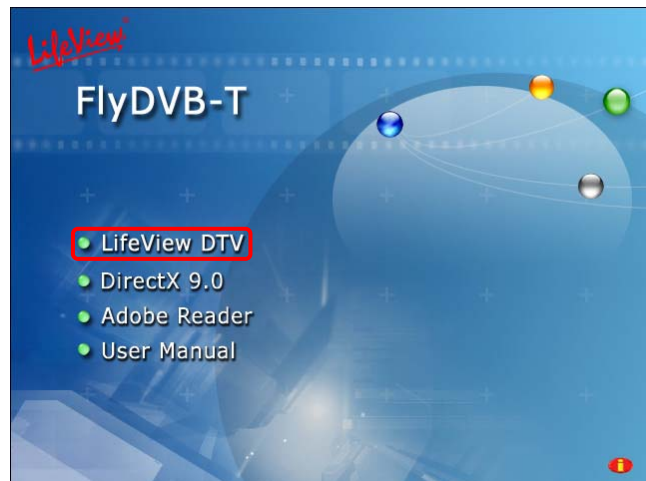 LifeView
FlyDVB-T
LifeView DTV
DirectX 9.0
Adobe Reader
User Manual
i